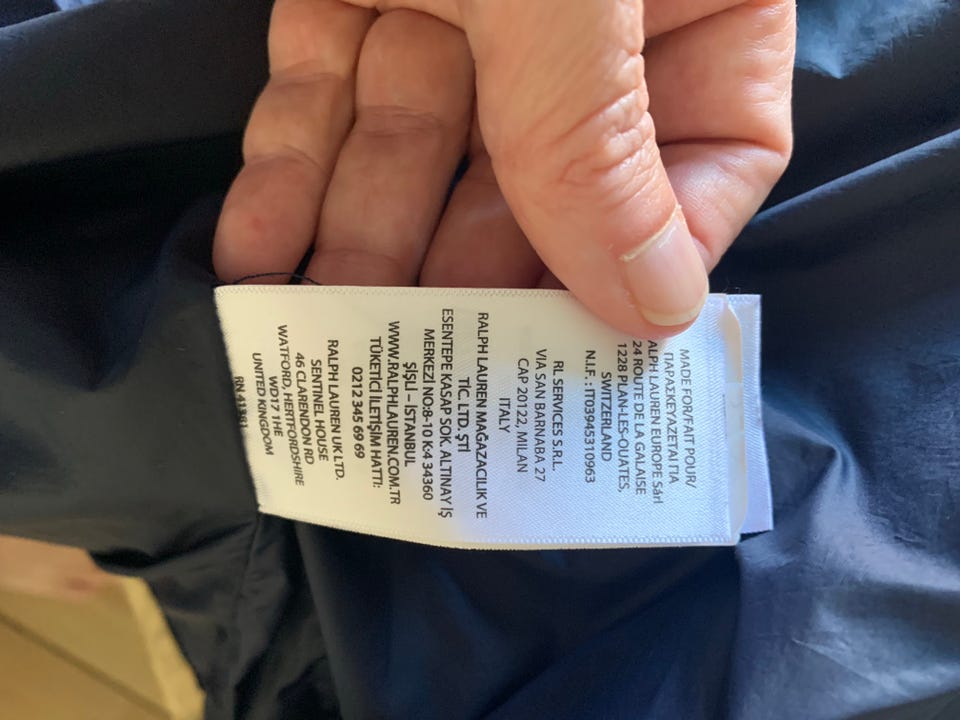 MADE FOR/FAIT POUR/
ΠΑΡΑΣΚΕΥΑΖΕΤΑΙ ΓΙΑ
ALPH LAUREN EUROPE Sárl
24 ROUTE DE LA GALAISE
1228 PLAN-LES-OUATES,
SWITZERLAND
N.I.F. : IT03945310963
RL SERVICES S.R.L.
VIA SAN BARNABA 27
CAP 20122, MILAN
ITALY
RALPH LAUREN MAĞAZACILIK VE
TİC. LTD. ŞTİ
ESENTEPE KASAP SOK. ALTINAY İŞ
MERKEZİ NO:8-10 K:4 34360
ŞİŞLİ – İSTANBUL
WWW.RALPHLAUREN.COM.TR
TÜKETİCİ İLETİŞİM HATTI:
0212 345 69 69
RALPH LAUREN UK LTD.
SENTINEL HOUSE
46 CLARENDON RD
WATFORD, HERTFORDSHIRE
WD17 1HE
UNITED KINGDOM
RN 41381